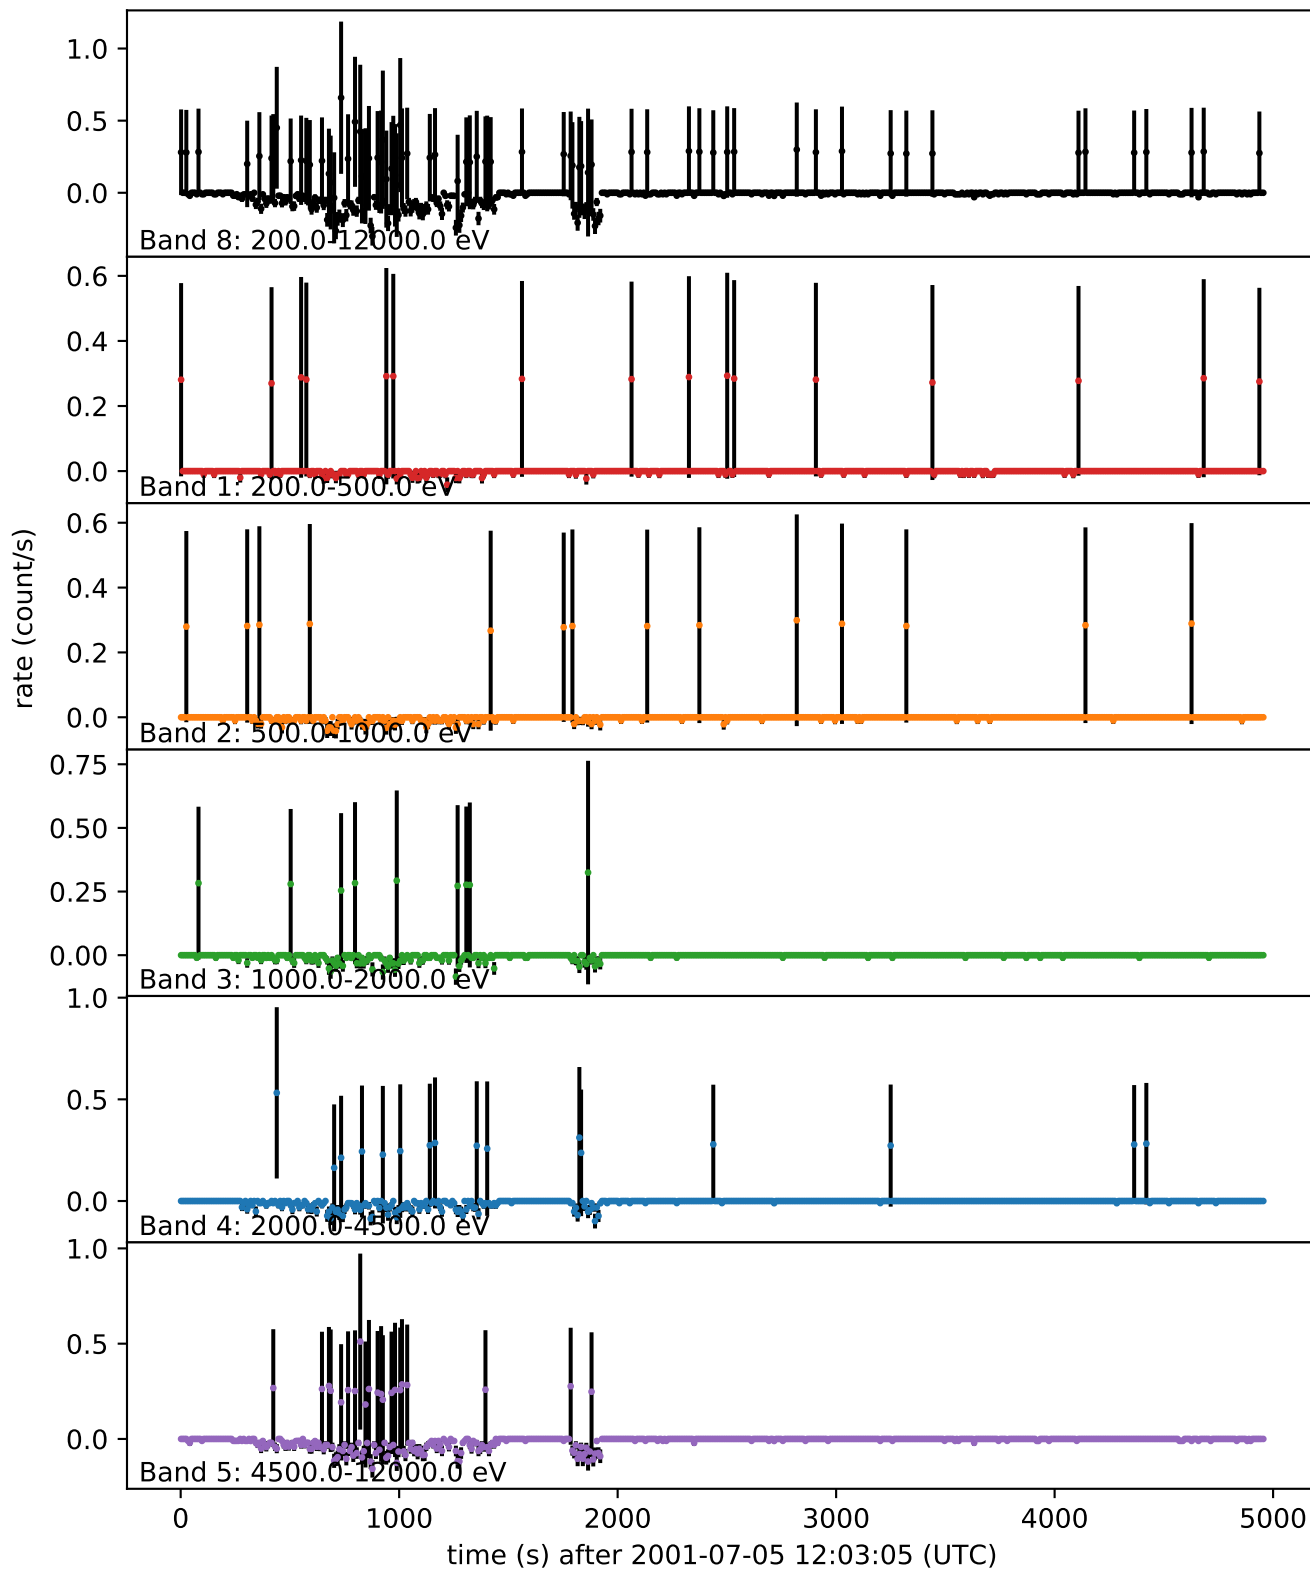 1.0
0.5
0.0
Band 8: 200.0-12000.0 eV
0.6
0.4
0.2
0.0
Band 1: 200.0-500.0 eV
0.6
0.4
0.2
0.0
Band 2: 500.0-1000.0 eV
rate (count/s)
0.75
0.50
0.25
0.00
Band 3: 1000.0-2000.0 eV
1.0
0.5
0.0
Band 4: 2000.0-4500.0 eV
1.0
0.5
0.0
Band 5: 4500.0-12000.0 eV
0 1000 2000 3000 4000 5000
time (s) after 2001-07-05 12:03:05 (UTC)